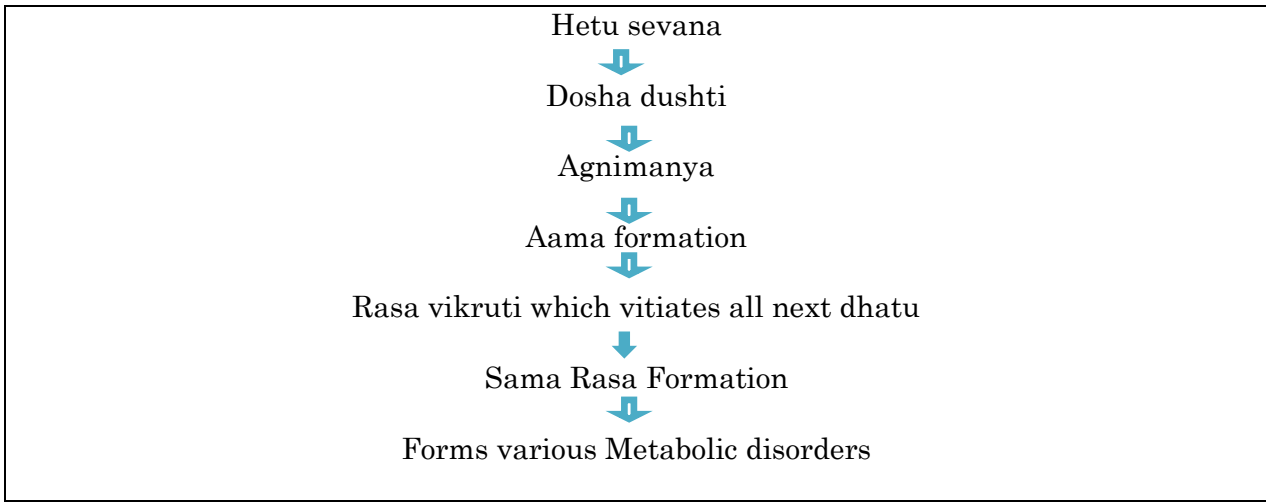 Hetu sevana
Dosha dushti
Agnimanya
Aama formation
Rasa vikruti which vitiates all next dhatu
Sama Rasa Formation
Forms various Metabolic disorders